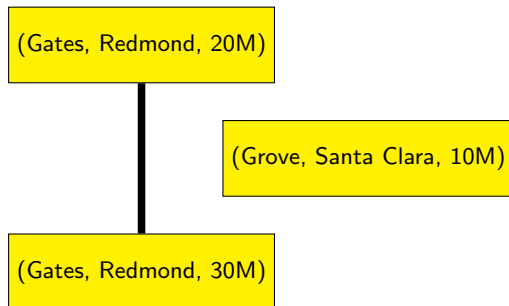 (Gates, Redmond, 20M)
(Grove, Santa Clara, 10M)
(Gates, Redmond, 30M)